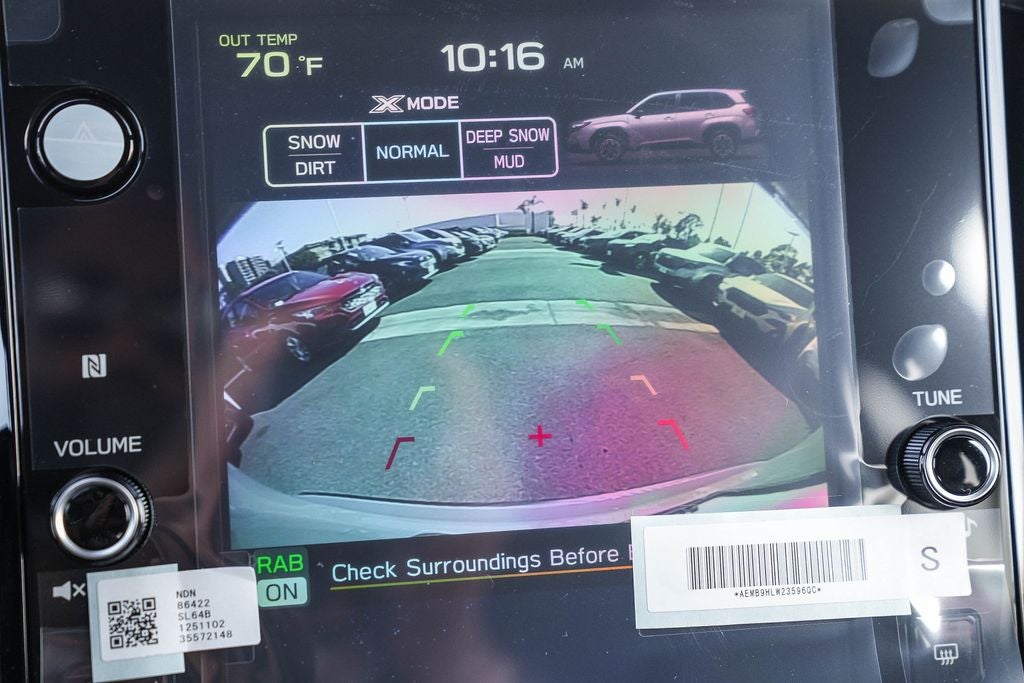 OUT TEMP
70 °F
10:16 AM
X MODE
SNOW
DIRT
NORMAL
DEEP SNOW
MUD
N
VOLUME
TUNE
RAB
ON
Check Surroundings Before
S
*AEMB9HLW23596QC*
NDN
86422
SL64B
1251102
35572148